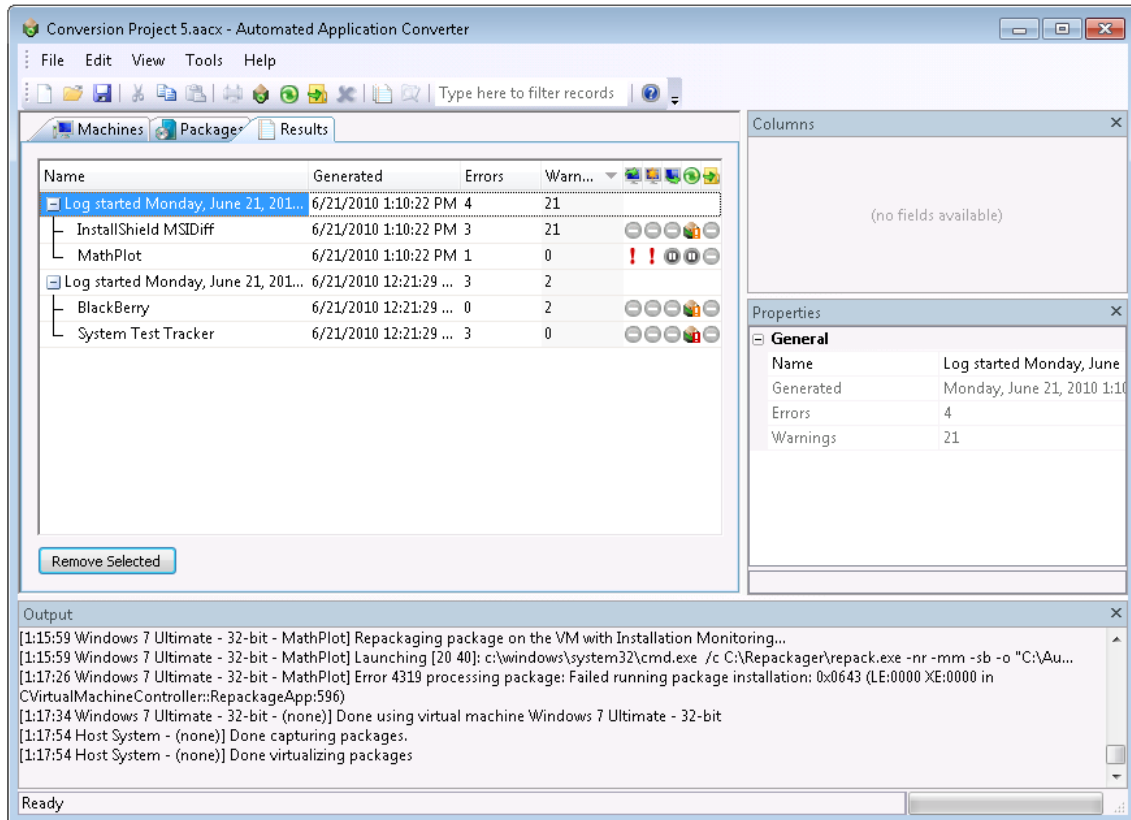 Conversion Project 5.aacx - Automated Application Converter
File Edit View Tools Help
Type here to filter records
Machines Packages Results
Name Generated Errors Warn...
Log started Monday, June 21, 201... 6/21/2010 1:10:22 PM 4 21
InstallShield MSIDiff 6/21/2010 1:10:22 PM 3 21
MathPlot 6/21/2010 1:10:22 PM 1 0
Log started Monday, June 21, 201... 6/21/2010 12:21:29 ... 3 2
BlackBerry 6/21/2010 12:21:29 ... 0 2
System Test Tracker 6/21/2010 12:21:29 ... 3 0
Remove Selected
Columns
(no fields available)
Properties
General
Name Log started Monday, June
Generated Monday, June 21, 2010 1:10
Errors 4
Warnings 21
Output
[1:15:59 Windows 7 Ultimate - 32-bit - MathPlot] Repackaging package on the VM with Installation Monitoring...
[1:15:59 Windows 7 Ultimate - 32-bit - MathPlot] Launching [20 40]: c:\windows\system32\cmd.exe /c C:\Repackager\repack.exe -nr -mm -sb -o "C:\Au...
[1:17:26 Windows 7 Ultimate - 32-bit - MathPlot] Error 4319 processing package: Failed running package installation: 0x0643 (LE:0000 XE:0000 in
CVirtualMachineController::RepackageApp:596)
[1:17:34 Windows 7 Ultimate - 32-bit - (none)] Done using virtual machine Windows 7 Ultimate - 32-bit
[1:17:54 Host System - (none)] Done capturing packages.
[1:17:54 Host System - (none)] Done virtualizing packages
Ready